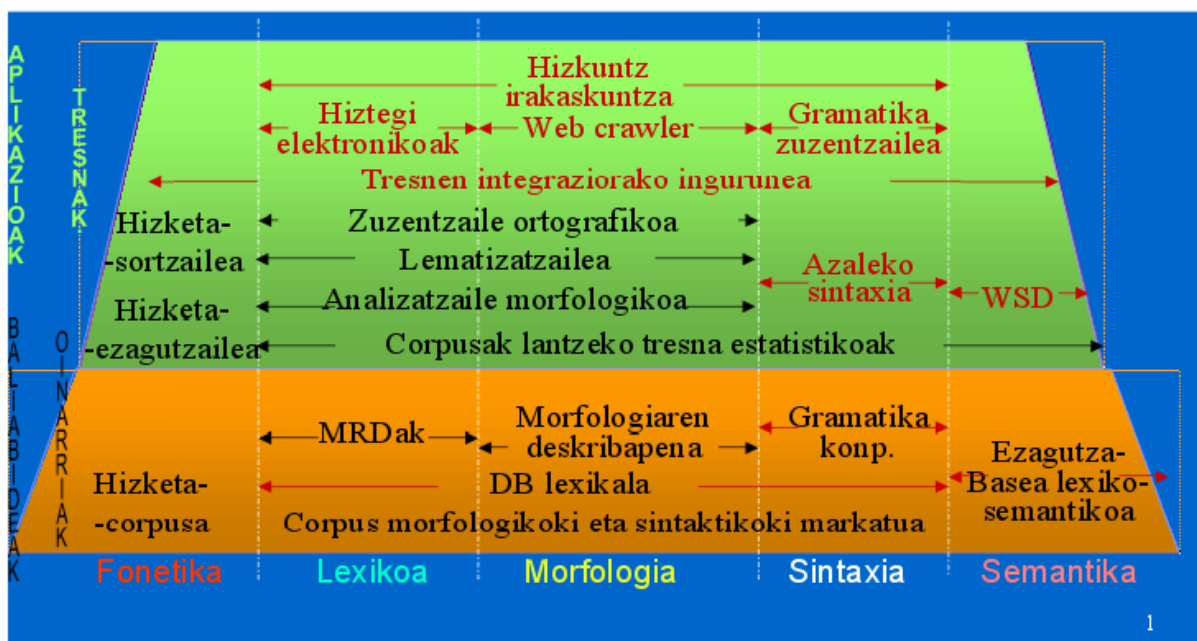 APLIKAZIOAK
TRESNAK
Hizkuntz
irakaskuntza
Hiztegi
elektronikoak
Web crawler
Gramatika
zuzentzailea
Tresnen integraziorako ingurunea
Hizketa-
-sortzailea
Zuzentzaile ortografikoa
Lematizatzailea
Azaleko
sintaxia
WSD
Hizketa-
-ezagutzailea
Analizatzaile morfologikoa
Corpusak lantzeko tresna estatistikoak
BALIABIDEAK
OINARRIAK
MRDak
Morfologiaren
deskribapena
Gramatika
konp.
Ezagutza-
Basea lexiko-
semantikoa
Hizketa-
-corpusa
DB lexikala
Corpus morfologikoki eta sintaktikoki markatua
Fonetika
Lexikoa
Morfologia
Sintaxia
Semantika
1